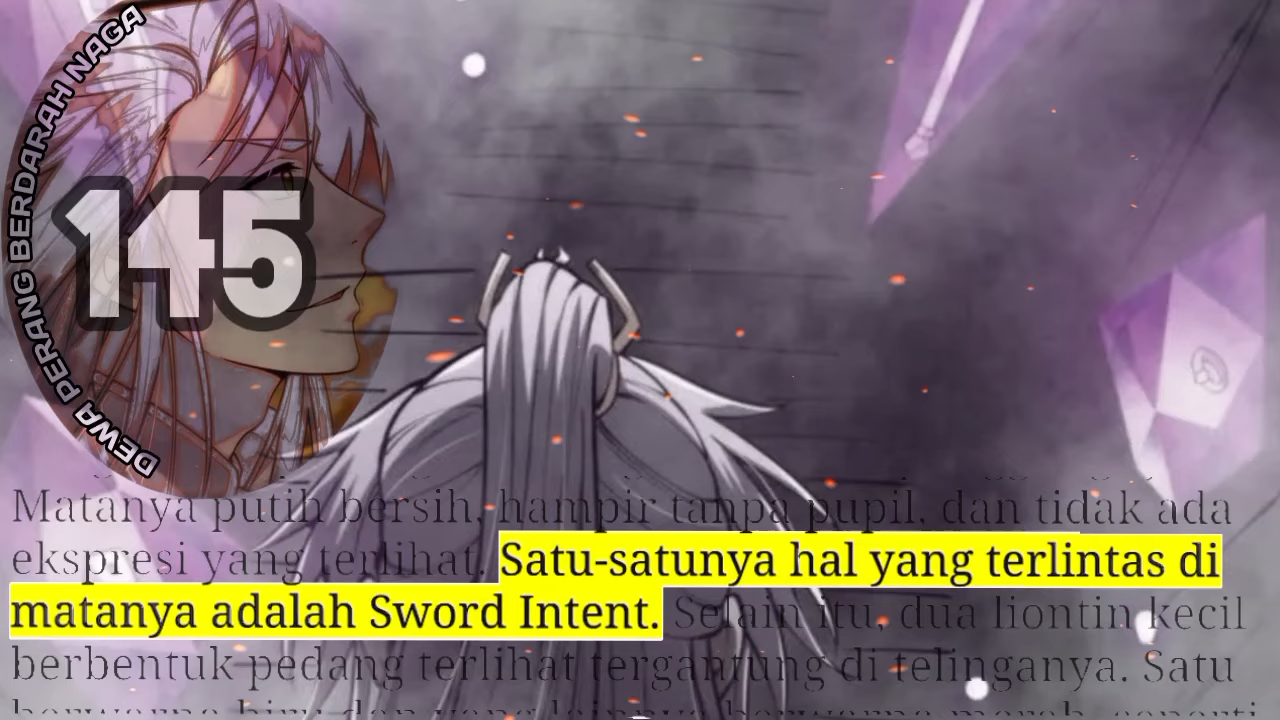 DEWA PERANG BERDARAH NAGA
145
Matanya putih bersih, hampir tanpa pupil, dan tidak ada
ekspresi yang terlihat. Satu-satunya hal yang terlintas di
matanya adalah Sword Intent. Selain itu, dua liontin kecil
berbentuk pedang terlihat tergantung di telinganya. Satu